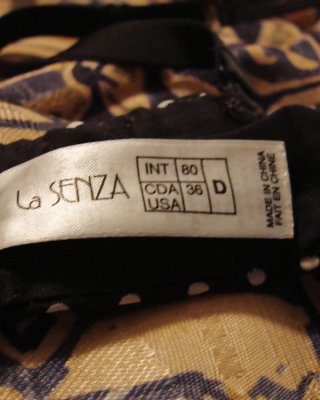 La SENZA
INT 80 D
CDA 36
USA
MADE IN CHINA
FAIT EN CHINE